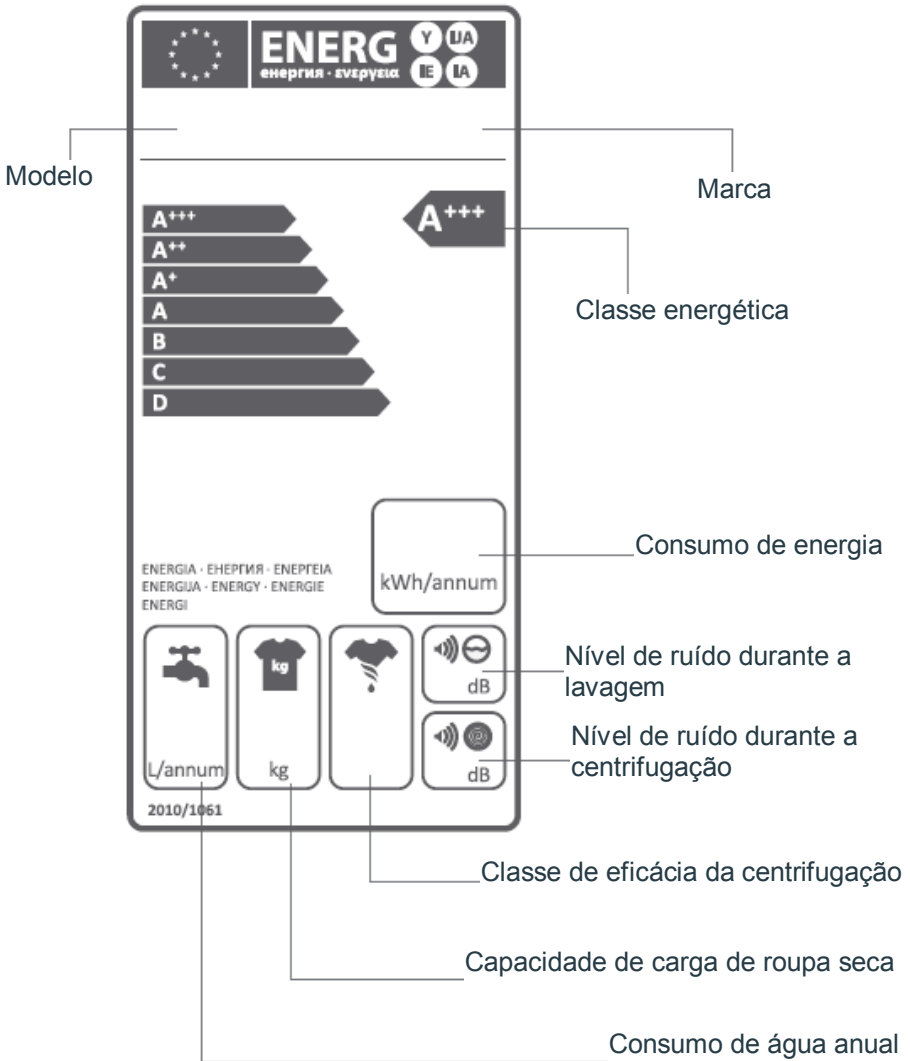 ENERG Y IJA
енергия · ενεργεια IE IA
Modelo
Marca
A+++
A+++
A++
A+
A
B
C
D
Classe energética
Consumo de energia
kWh/annum
ENERGIA · ЕНЕРГИЯ · ΕΝΕΡΓΕΙΑ
ENERGIJA · ENERGY · ENERGIE
ENERGI
kg
dB
Nível de ruído durante a
lavagem
L/annum
kg
dB
Nível de ruído durante a
centrifugação
2010/1061
Classe de eficácia da centrifugação
Capacidade de carga de roupa seca
Consumo de água anual